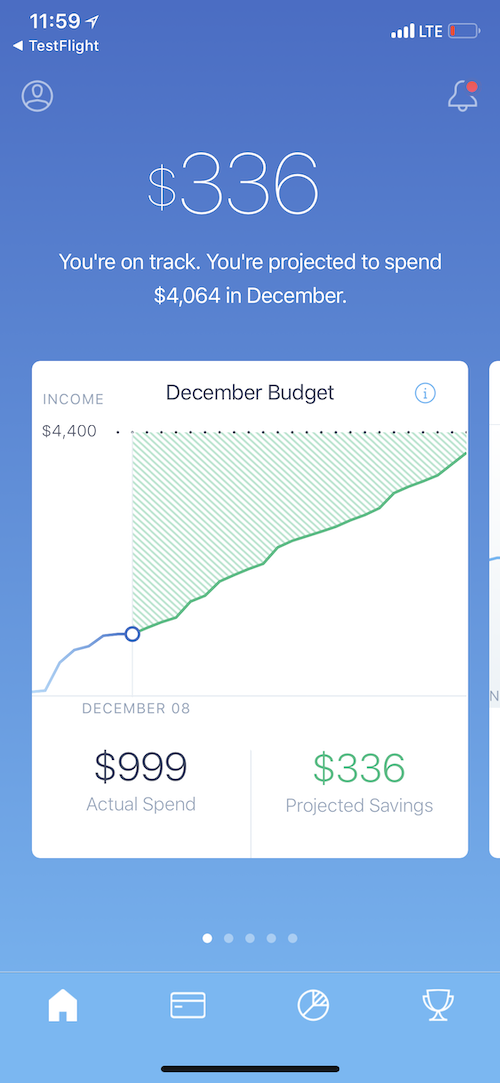 11:59
LTE
◀ TestFlight
$336
You're on track. You're projected to spend
$4,064 in December.
INCOME
December Budget
$4,400
DECEMBER 08
$999
$336
Actual Spend
Projected Savings